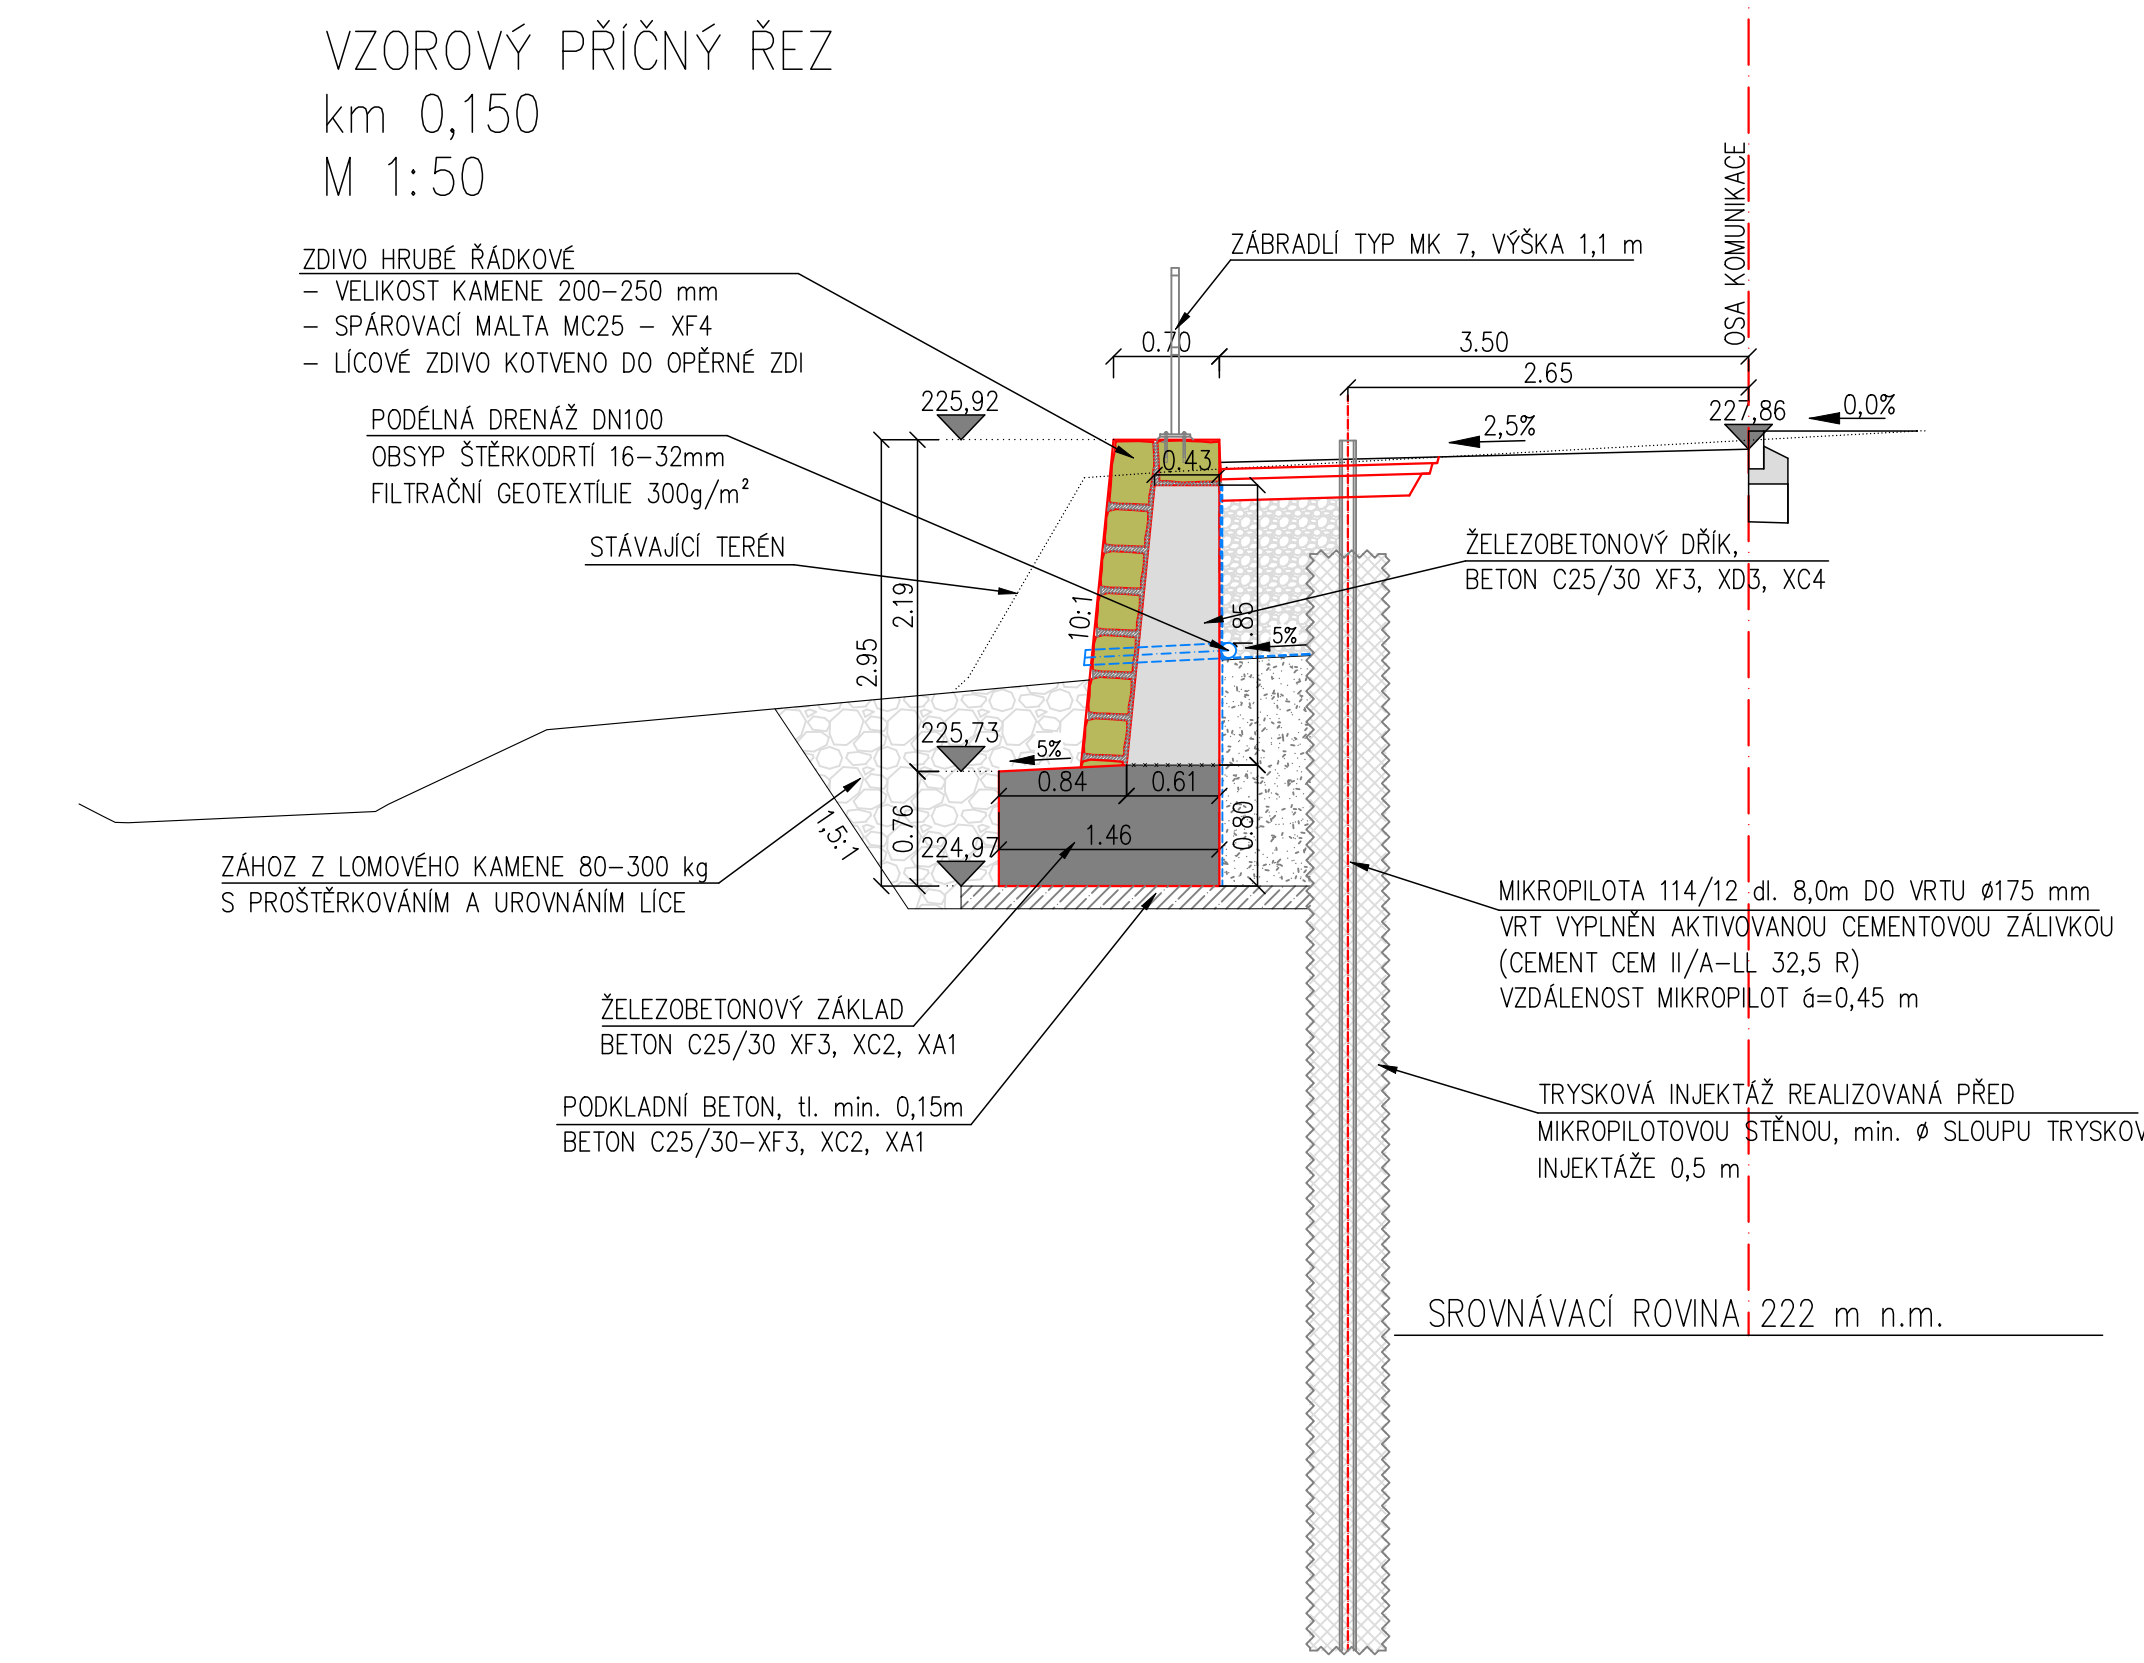 VZOROVÝ PŘÍČNÝ ŘEZ
km 0,150
M 1:50
OSA KOMUNIKACE
ZÁBRADLÍ TYP MK 7, VÝŠKA 1,1 m
ZDIVO HRUBÉ ŘÁDKOVÉ
– VELIKOST KAMENE 200–250 mm
– SPÁROVACÍ MALTA MC25 – XF4
– LÍCOVÉ ZDIVO KOTVENO DO OPĚRNÉ ZDI
0.70
3.50
2.65
225,92
227,86
0,0%
2,5%
PODÉLNÁ DRENÁŽ DN100
OBSYP ŠTĚRKODRTÍ 16–32mm
FILTRAČNÍ GEOTEXTÍLIE 300g/m²
0.43
STÁVAJÍCÍ TERÉN
ŽELEZOBETONOVÝ DŘÍK,
BETON C25/30 XF3, XD3, XC4
2.19
2.95
10:1
1.85
5%
225,73
5%
0.84
0.61
0.76
0.80
1.46
224,97
1,5:1
ZÁHOZ Z LOMOVÉHO KAMENE 80–300 kg
S PROŠTĚRKOVÁNÍM A UROVNÁNÍM LÍCE
MIKROPILOTA 114/12 dl. 8,0m DO VRTU ø175 mm
VRT VYPLNĚN AKTIVOVANOU CEMENTOVOU ZÁLIVKOU
(CEMENT CEM II/A–LL 32,5 R)
VZDÁLENOST MIKROPILOT á=0,45 m
ŽELEZOBETONOVÝ ZÁKLAD
BETON C25/30 XF3, XC2, XA1
PODKLADNÍ BETON, tl. min. 0,15m
BETON C25/30–XF3, XC2, XA1
TRYSKOVÁ INJEKTÁŽ REALIZOVANÁ PŘED
MIKROPILOTOVOU STĚNOU, min. ø SLOUPU TRYSKOV
INJEKTÁŽE 0,5 m
SROVNÁVACÍ ROVINA 222 m n.m.